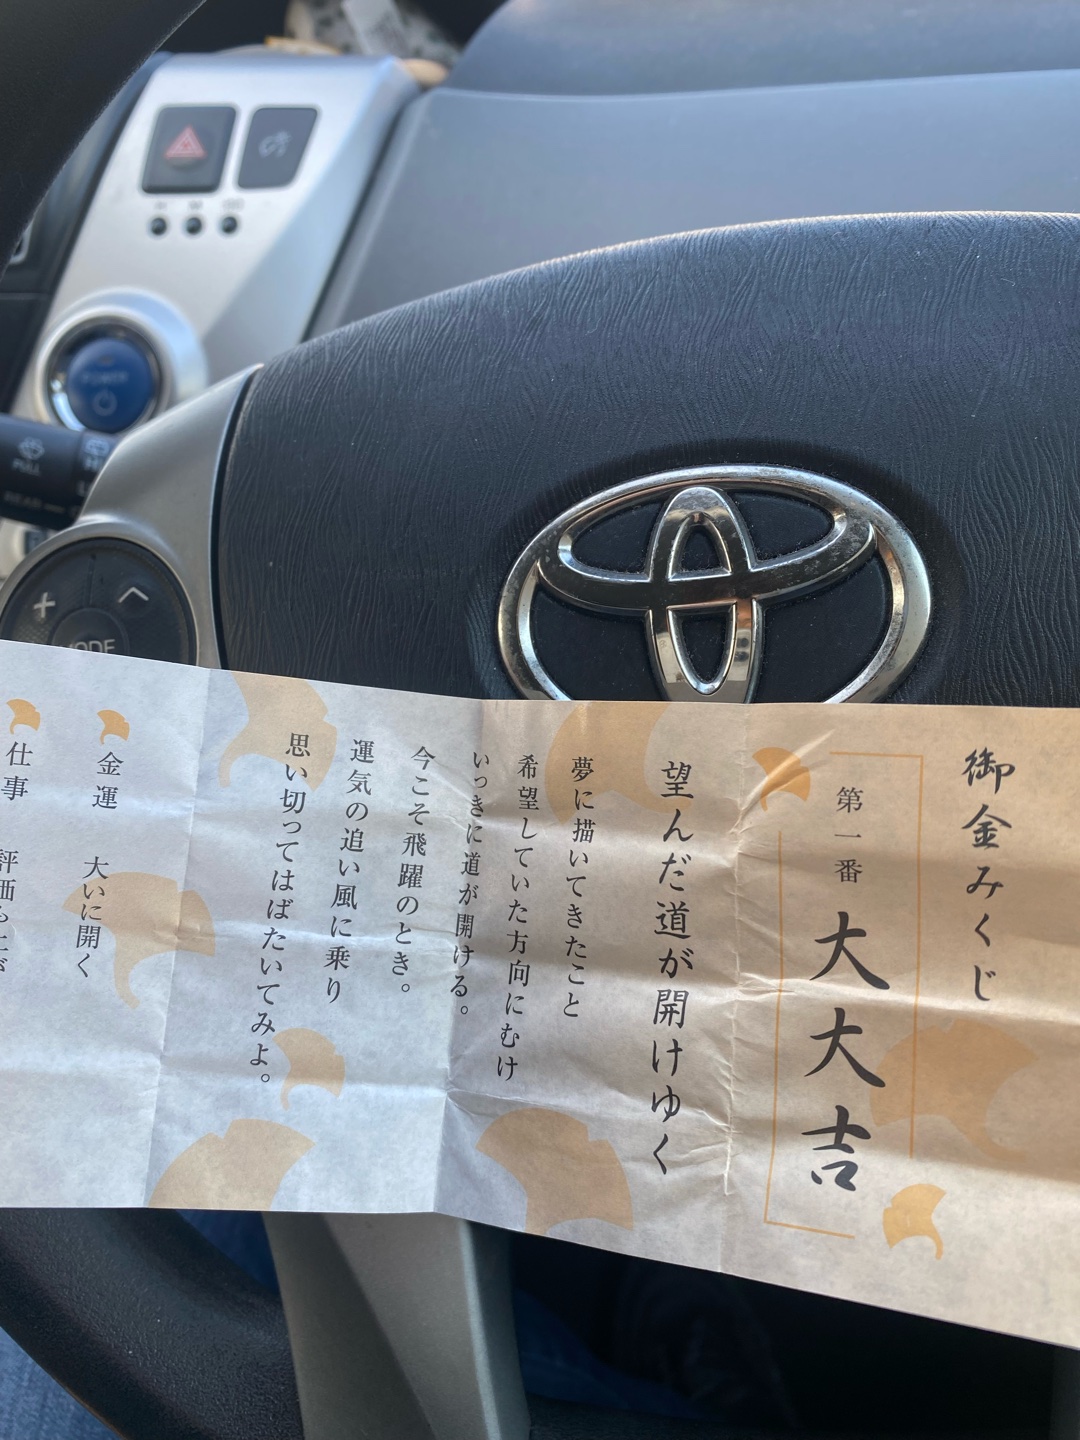 御金みくじ
第一番 大大吉
望んだ道が開けゆく
夢に描いてきたこと
希望していた方向にむけ
いっきに道が開ける。
今こそ飛躍のとき。
運気の追い風に乗り
思い切ってはばたいてみよ。
金運 大いに開く
仕事 評価
POWER
PULL
REAR
MODE